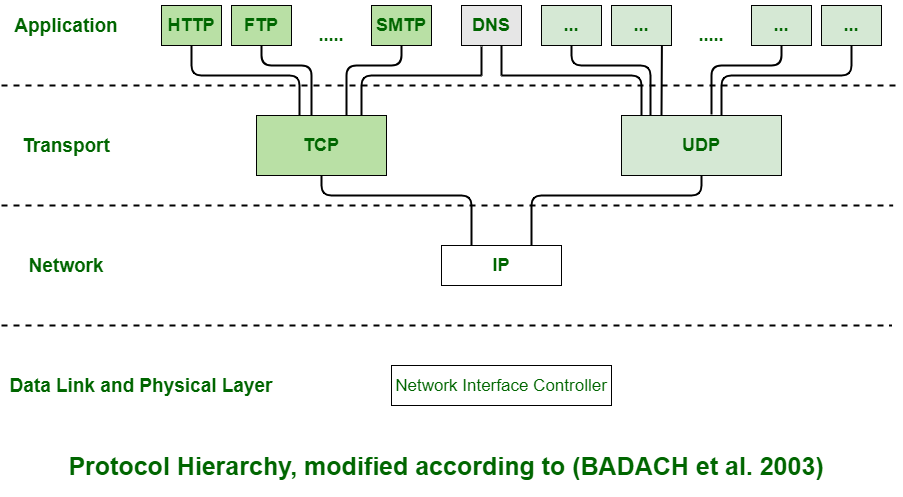 Application HTTP FTP ..... SMTP DNS ... ... ..... ... ...
Transport TCP UDP
Network IP
Data Link and Physical Layer Network Interface Controller
Protocol Hierarchy, modified according to (BADACH et al. 2003)